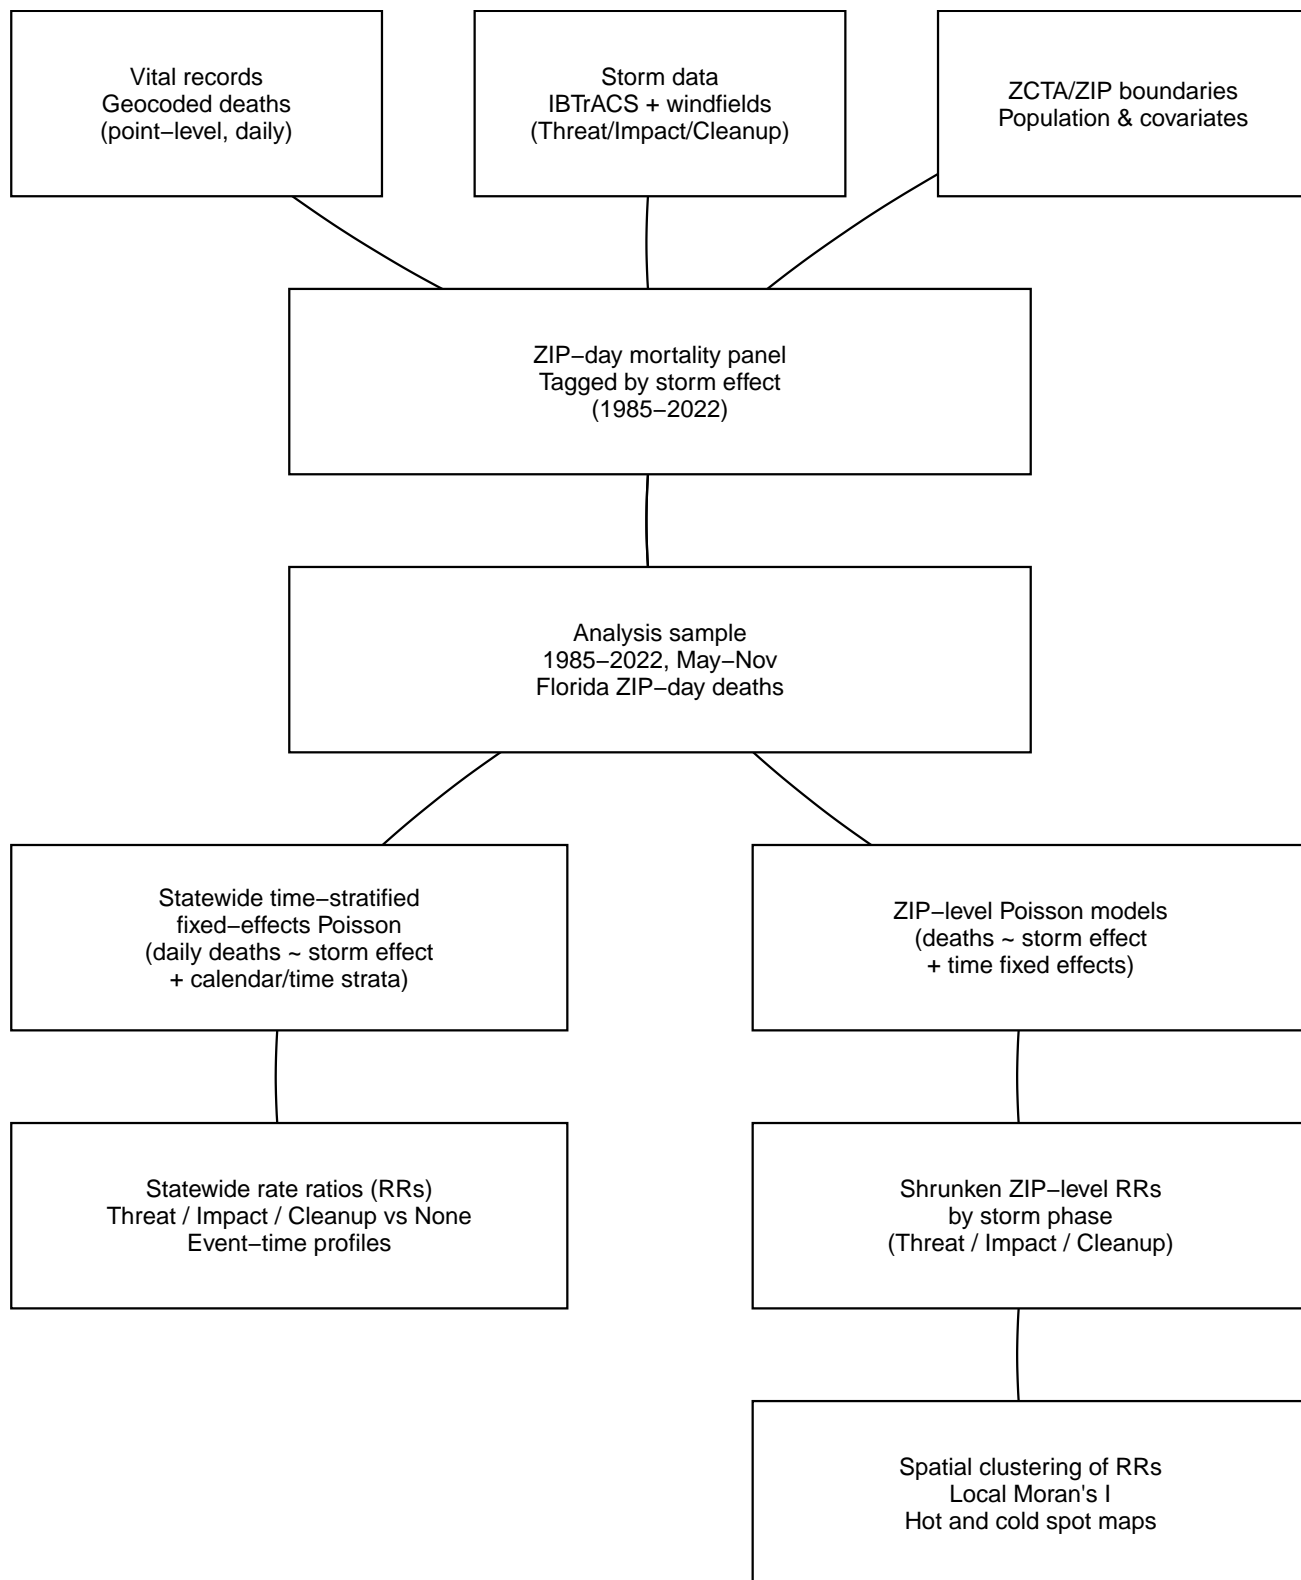 Vital records
Geocoded deaths
(point−level, daily)
Storm data
IBTrACS + windfields
(Threat/Impact/Cleanup)
ZCTA/ZIP boundaries
Population & covariates
ZIP−day mortality panel
Tagged by storm effect
(1985−2022)
Analysis sample
1985−2022, May−Nov
Florida ZIP−day deaths
Statewide time−stratified
fixed−effects Poisson
(daily deaths ~ storm effect
+ calendar/time strata)
ZIP−level Poisson models
(deaths ~ storm effect
+ time fixed effects)
Statewide rate ratios (RRs)
Threat / Impact / Cleanup vs None
Event−time profiles
Shrunken ZIP−level RRs
by storm phase
(Threat / Impact / Cleanup)
Spatial clustering of RRs
Local Moran's I
Hot and cold spot maps